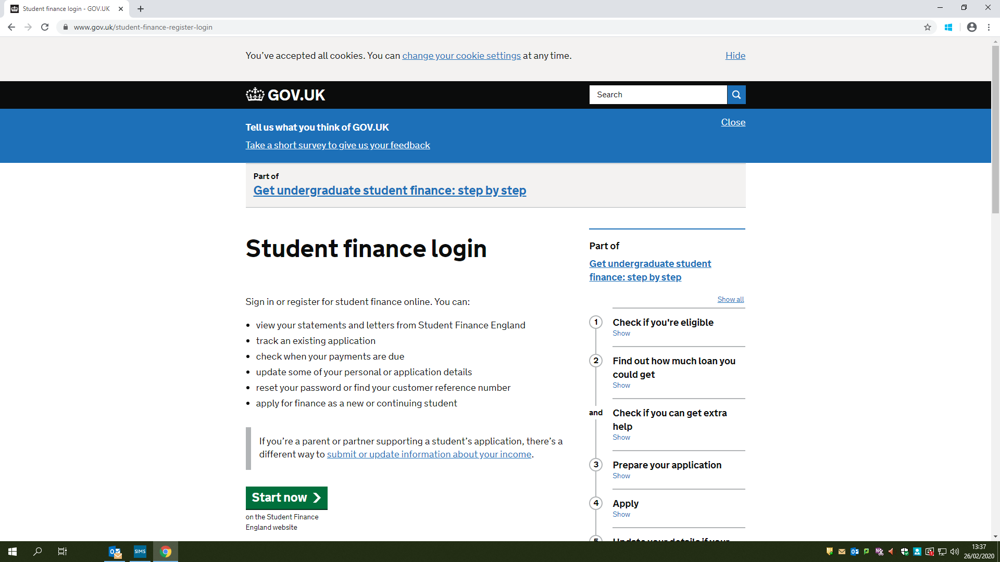 Student finance login - GOV.UK
www.gov.uk/student-finance-register-login
You’ve accepted all cookies. You can change your cookie settings at any time.
Hide
GOV.UK
Search
Tell us what you think of GOV.UK
Close
Take a short survey to give us your feedback
Part of
Get undergraduate student finance: step by step
Student finance login
Sign in or register for student finance online. You can:
• view your statements and letters from Student Finance England
• track an existing application
• check when your payments are due
• update some of your personal or application details
• reset your password or find your customer reference number
• apply for finance as a new or continuing student
If you’re a parent or partner supporting a student’s application, there’s a
different way to submit or update information about your income.
Start now
on the Student Finance
England website
Part of
Get undergraduate student
finance: step by step
Show all
1 Check if you're eligible
Show
2 Find out how much loan you
could get
Show
and Check if you can get extra
help
Show
3 Prepare your application
Show
4 Apply
Show
5 Update your details if your
SIMS
13:37
26/02/2020